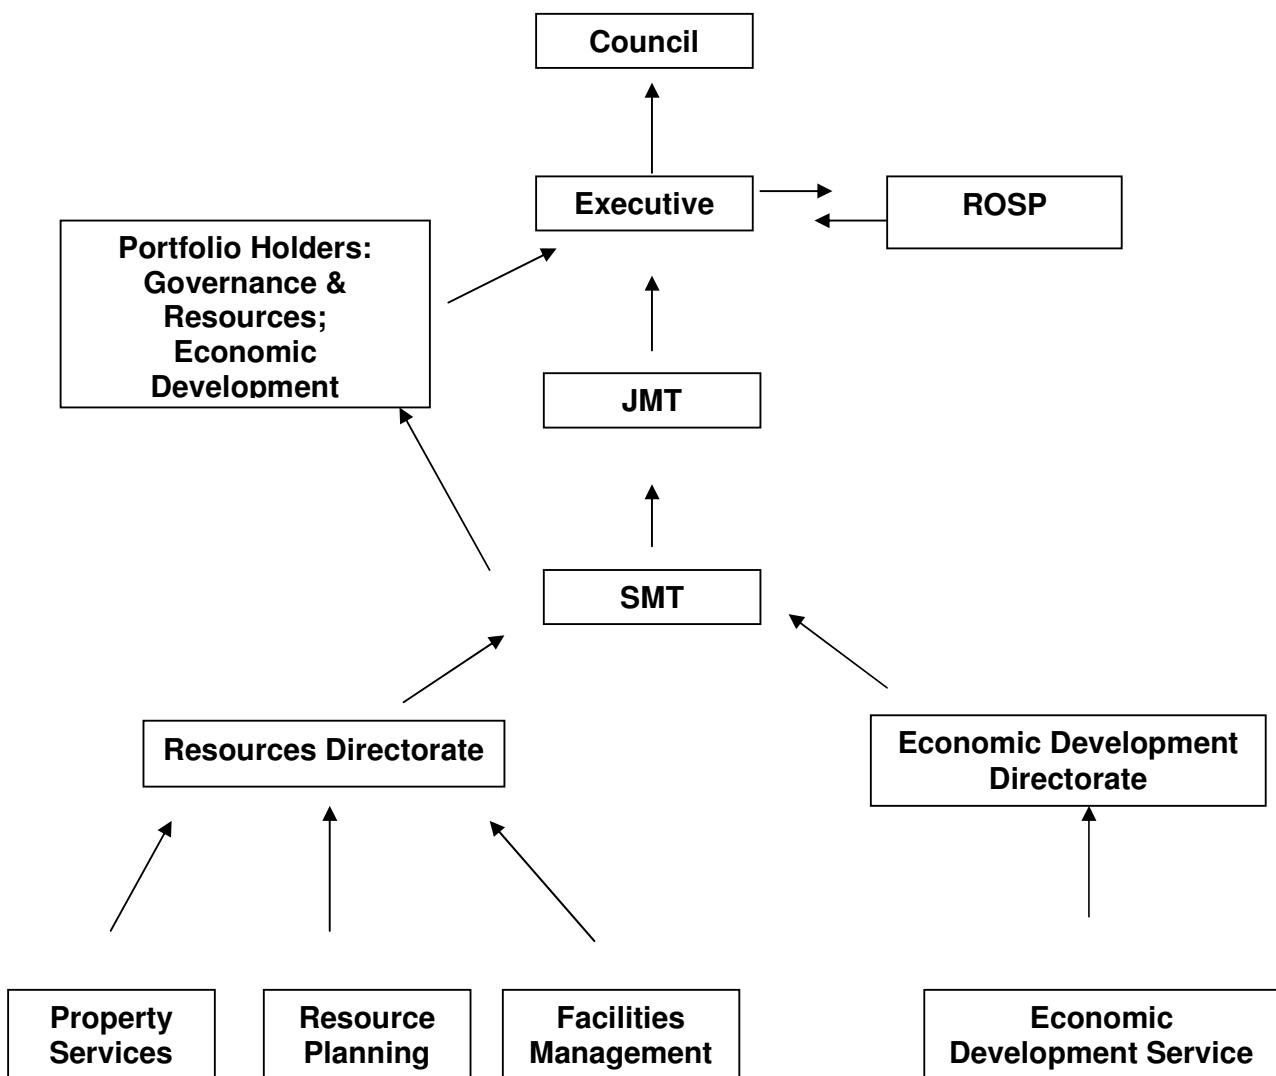 Council
Executive
ROSP
Portfolio Holders:
Governance &
Resources;
Economic
Development
JMT
SMT
Resources Directorate
Economic Development
Directorate
Property
Services
Resource
Planning
Facilities
Management
Economic
Development Service